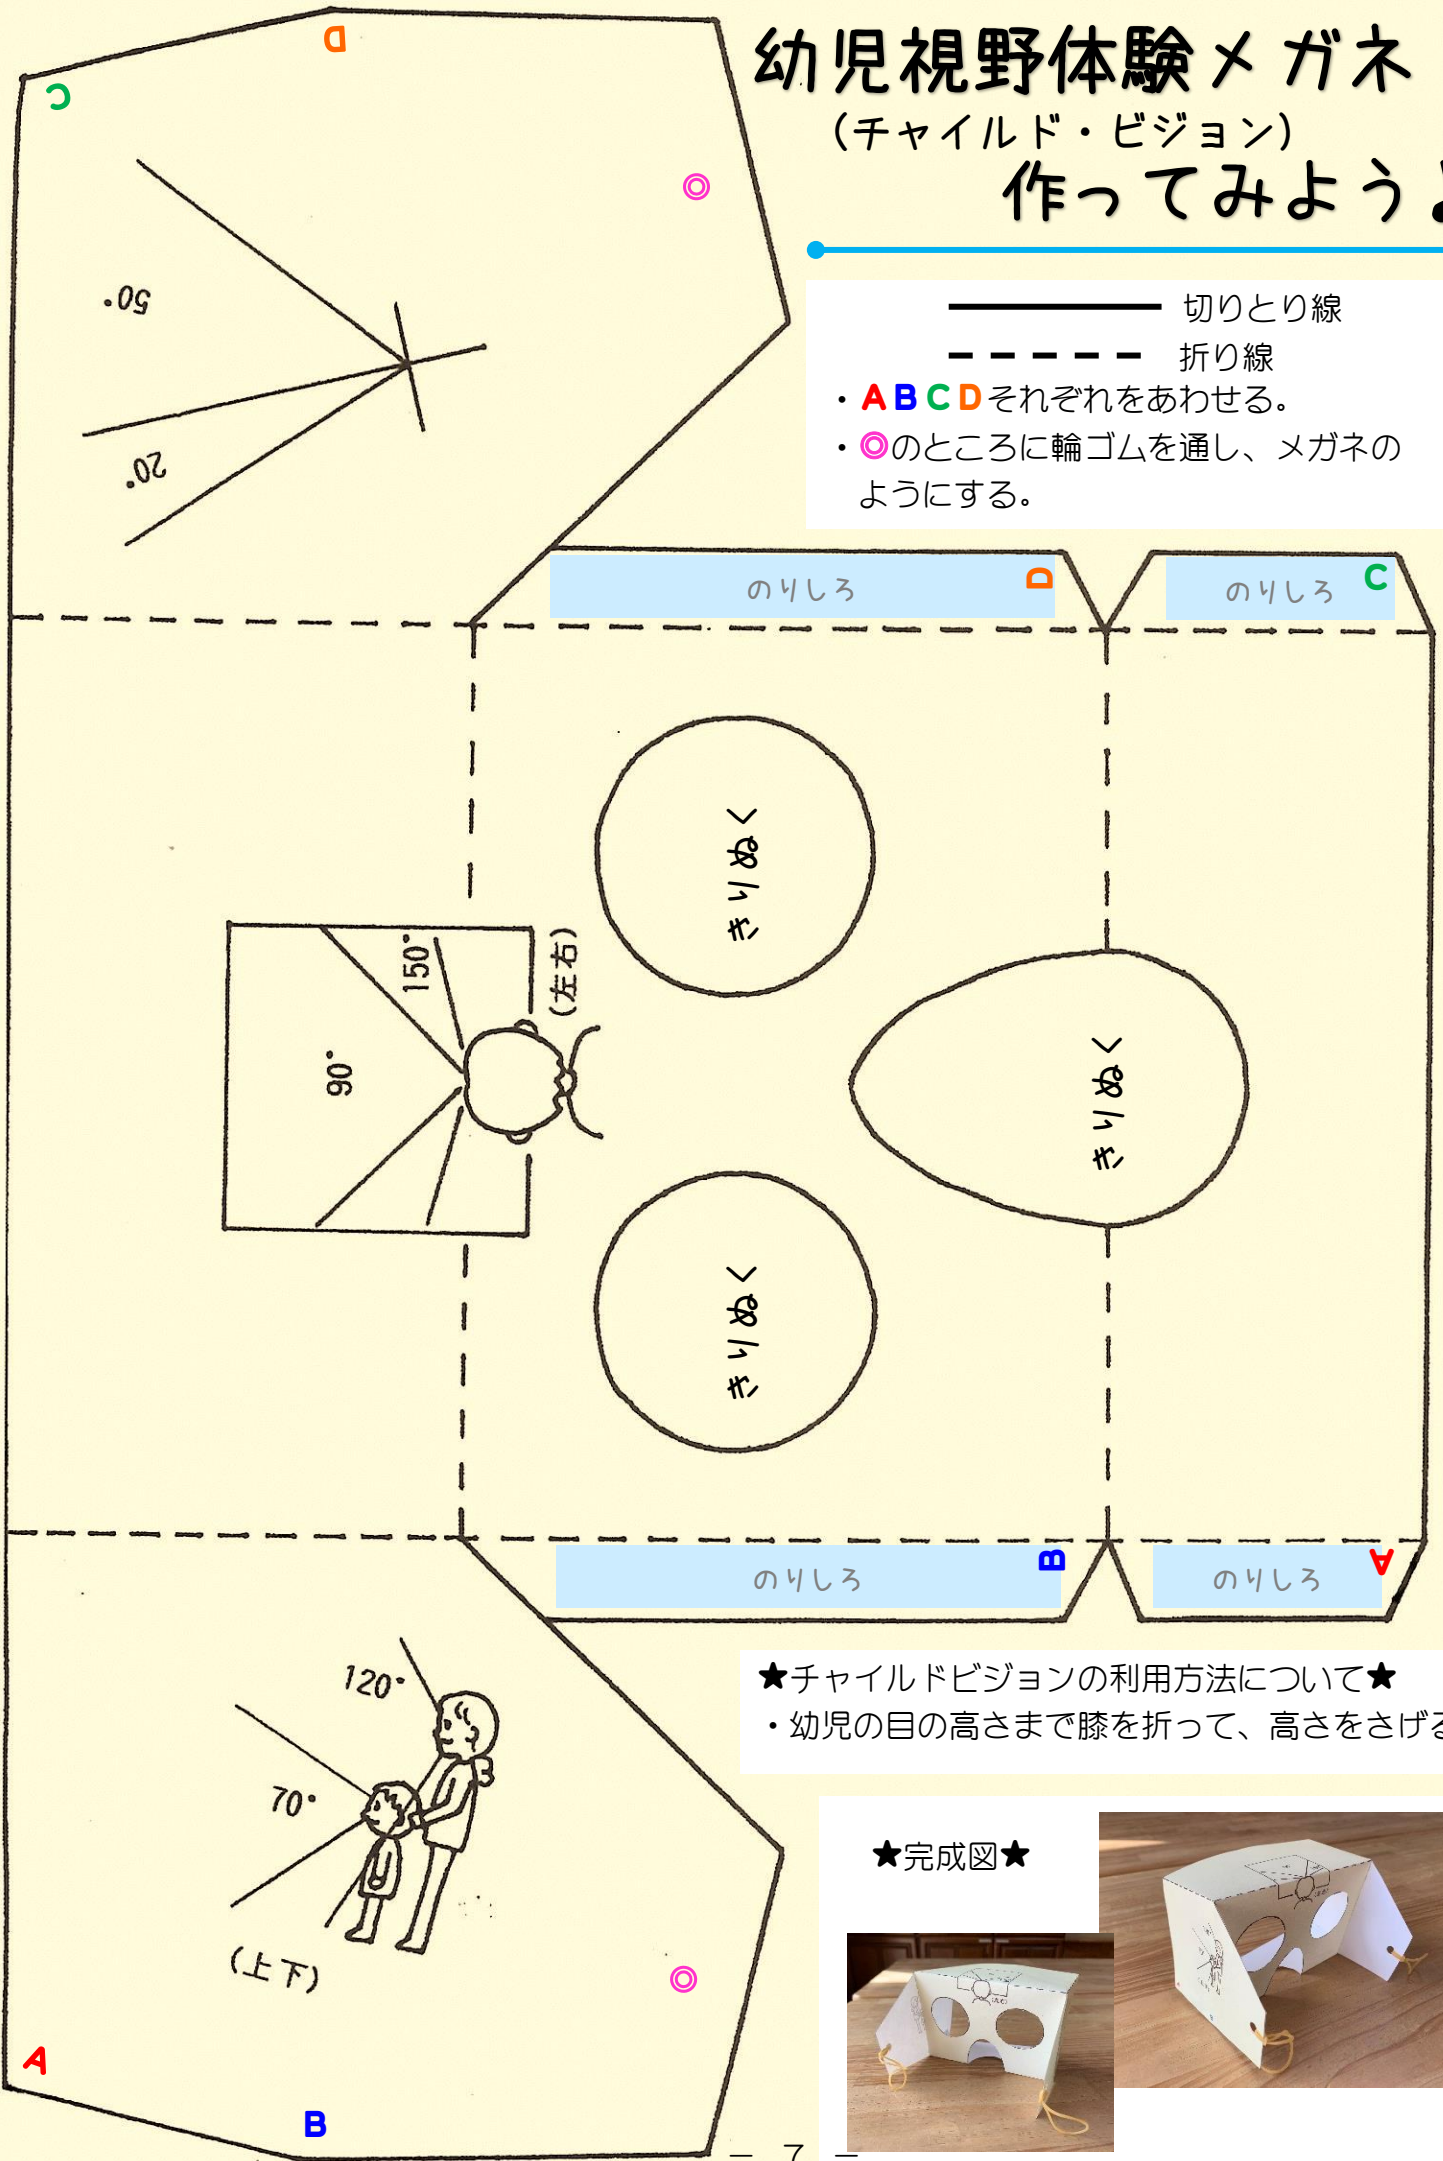 幼児視野体験メガネ
(チャイルド・ビジョン)
作ってみよう♪
切りとり線
折り線
・ABCDそれぞれをあわせる。
・◎のところに輪ゴムを通し、メガネの
ようにする。
D
C
◎
50°
20°
のりしろ
D
のりしろ
C
きりぬく
150°
(左右)
90°
きりぬく
きりぬく
のりしろ
B
のりしろ
A
120°
70°
(上下)
◎
A
B
★チャイルドビジョンの利用方法について★
・幼児の目の高さまで膝を折って、高さをさげる
★完成図★
－ 7 －